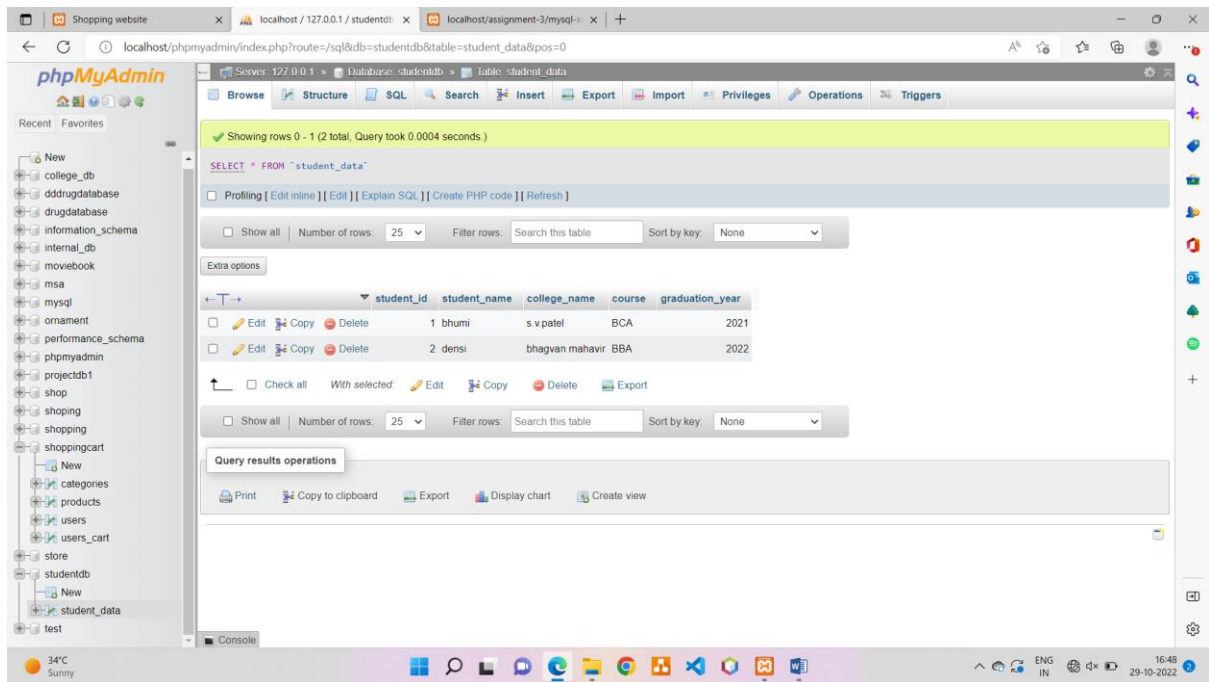 Shopping website
localhost / 127.0.0.1 / studentdb
localhost/assignment-3/mysql-x
localhost/phpmyadmin/index.php?route=/sql&db=studentdb&table=student_data&pos=0
phpMyAdmin
Recent Favorites
New
college_db
dddrugdatabase
drugdatabase
information_schema
internal_db
moviebook
msa
mysql
ornament
performance_schema
phpmyadmin
projectdb1
shop
shoping
shopping
shoppingcart
New
categories
products
users
users_cart
store
studentdb
New
student_data
test
Server: 127.0.0.1 » Database: studentdb » Table: student_data
Browse Structure SQL Search Insert Export Import Privileges Operations Triggers
Showing rows 0 - 1 (2 total, Query took 0.0004 seconds.)
SELECT * FROM `student_data`
Profiling [ Edit inline ] [ Edit ] [ Explain SQL ] [ Create PHP code ] [ Refresh ]
Show all | Number of rows: 25 Filter rows: Search this table Sort by key: None
Extra options
←T→ student_id student_name college_name course graduation_year
Edit Copy Delete 1 bhumi s.v.patel BCA 2021
Edit Copy Delete 2 densi bhagvan mahavir BBA 2022
Check all With selected: Edit Copy Delete Export
Show all | Number of rows: 25 Filter rows: Search this table Sort by key: None
Query results operations
Print Copy to clipboard Export Display chart Create view
Console
34°C
Sunny
ENG
IN
16:48
29-10-2022
2